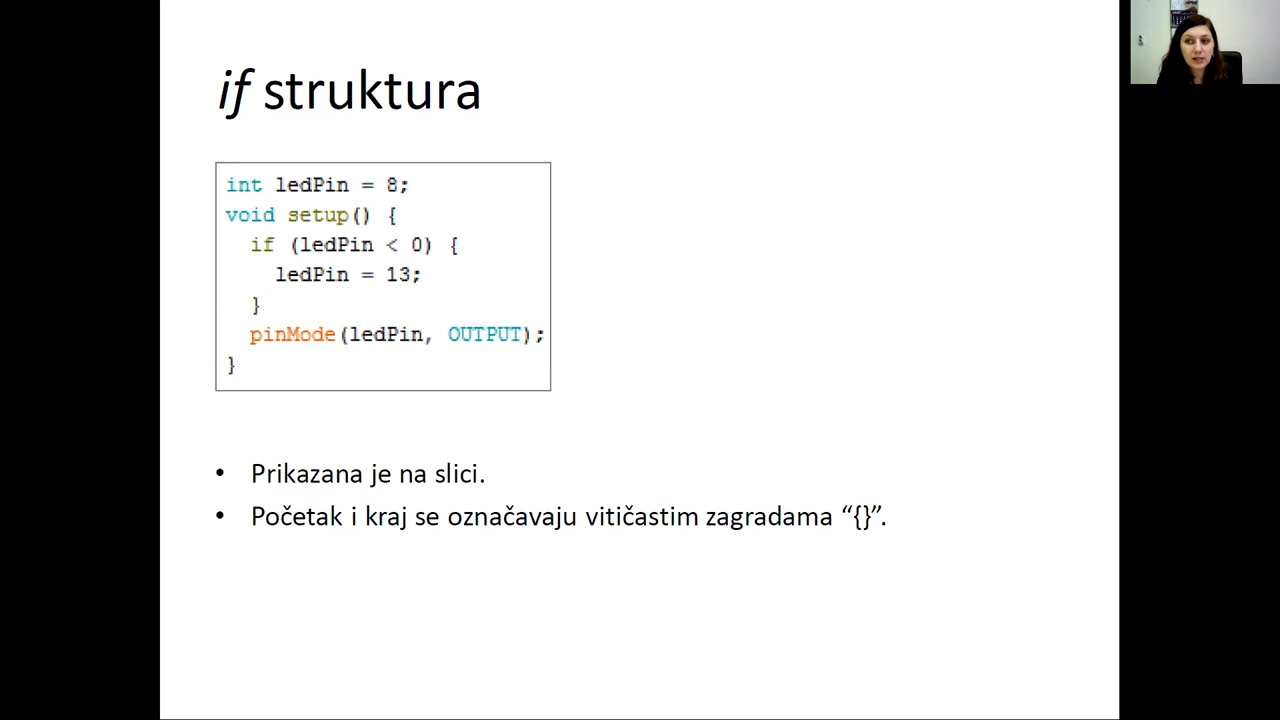 if struktura
int ledPin = 8;
void setup() {
if (ledPin < 0) {
ledPin = 13;
}
pinMode(ledPin, OUTPUT);
}
• Prikazana je na slici.
• Početak i kraj se označavaju vitičastim zagradama “{}”.